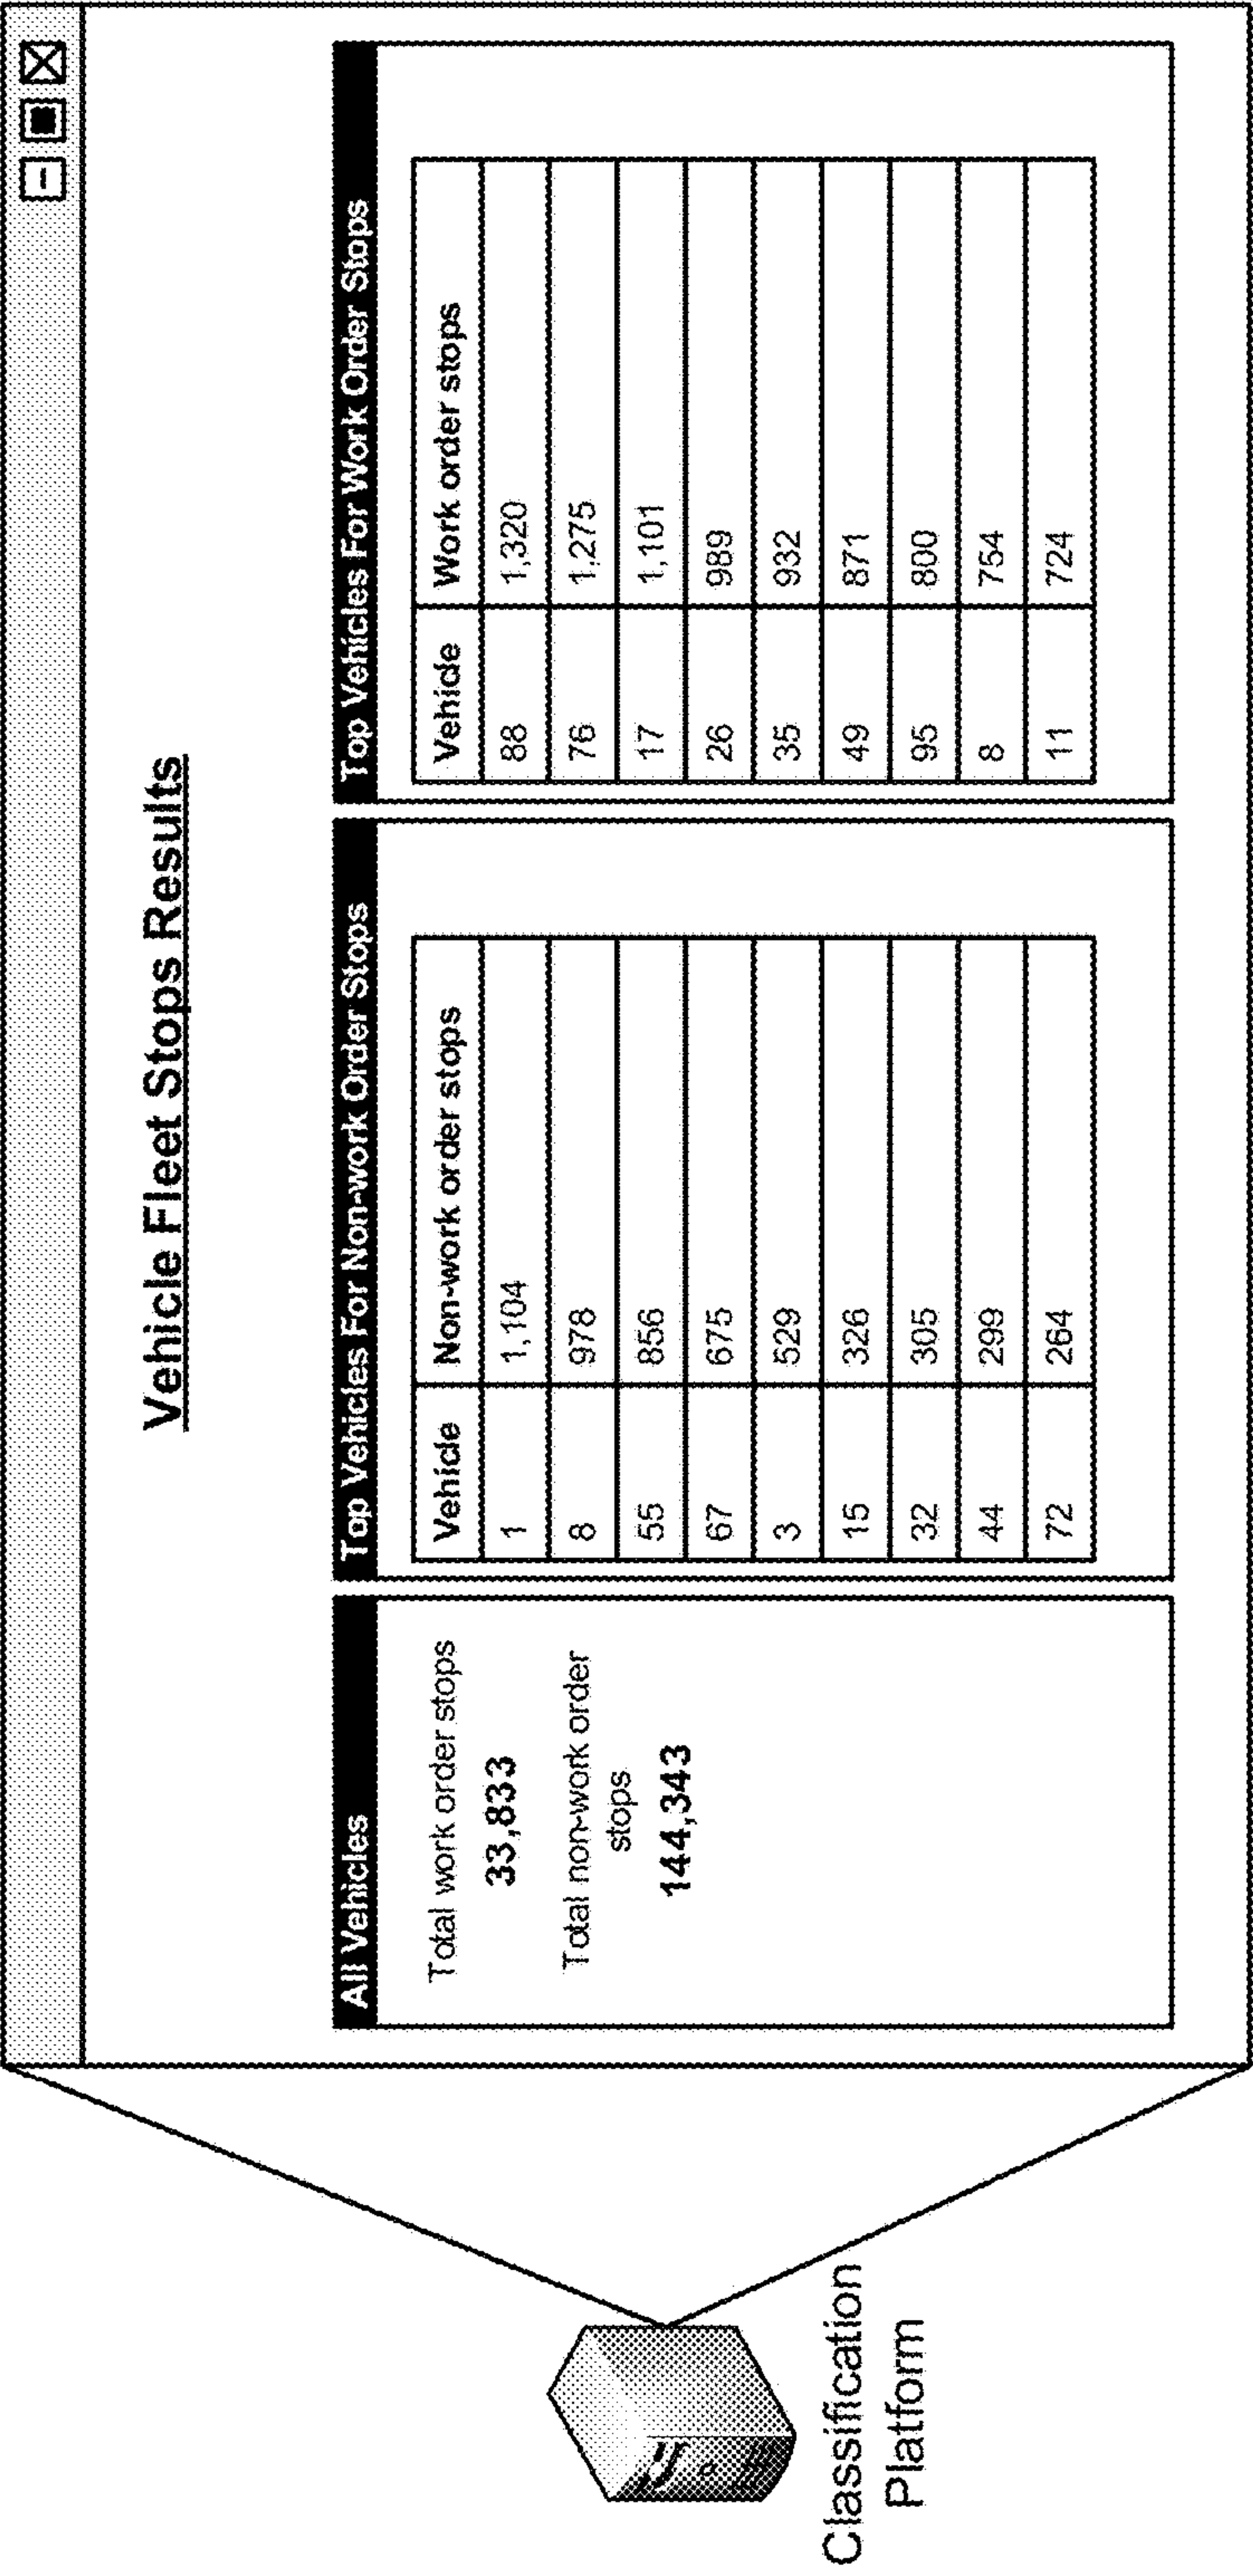 Vehicle Fleet Stops Results
All Vehicles
Total work order stops
33,833
Total non-work order
stops
144,343
Top Vehicles For Non-work Order Stops
Vehicle Non-work order stops
1 1,104
8 978
55 856
67 675
3 529
15 326
32 305
44 299
72 264
Top Vehicles For Work Order Stops
Vehicle Work order stops
88 1,320
76 1,275
17 1,101
26 989
35 932
49 871
95 800
8 754
11 724
Classification
Platform